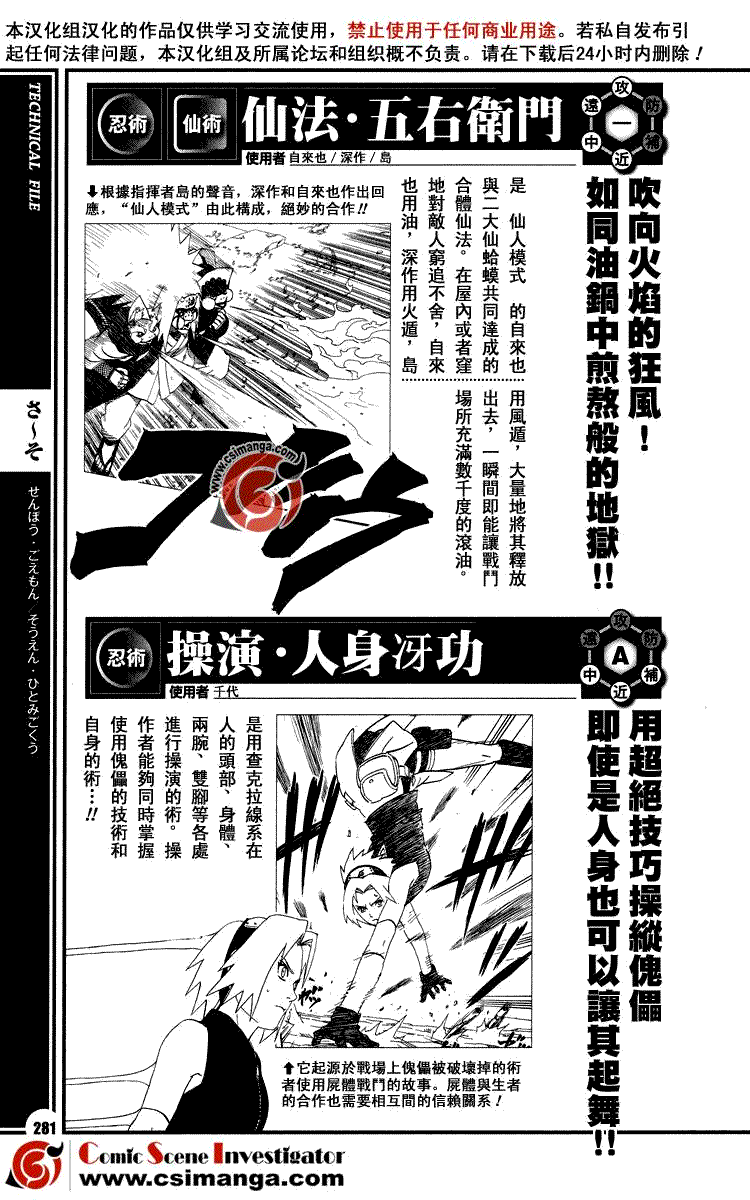 本汉化组汉化的作品仅供学习交流使用，禁止使用于任何商业用途。若私自发布引
起任何法律问题，本汉化组及所属论坛和组织概不负责。请在下载后24小时内删除！
TECHNICAL FILE
さ～そ
せんぽう・ごえもん／そうえん・ひとみごくう
忍術
仙術
仙法・五右衛門
使用者 自來也 / 深作 / 島
攻
防
補
近
中
遠
一
吹向火焰的狂風！
如同油鍋中煎熬般的地獄!!
⬇根據指揮者島的聲音，深作和自來也作出回
應，“仙人模式”由此構成，絕妙的合作!!
是 仙人模式 的自來也
與二大仙蛤蟆共同達成的
合體仙法。在屋內或者窪
地對敵人窮追不舍，自來
也用油，深作用火遁，島
用風遁，大量地將其釋放
出去，一瞬間即能讓戰鬥
場所充滿數千度的滾油。
www.csimanga.com
忍術
操演・人身冴功
使用者 千代
攻
防
補
近
中
遠
A
用超絕技巧操縱傀儡
即使是人身也可以讓其起舞!!
是用查克拉線系在
人的頭部、身體、
兩腕、雙腳等各處
進行操演的術。操
作者能夠同時掌握
使用傀儡的技術和
自身的術…!!
⬆它起源於戰場上傀儡被破壞掉的術
者使用屍體戰鬥的故事。屍體與生者
的合作也需要相互間的信賴關系！
281
Comic Scene Investigator
www.csimanga.com